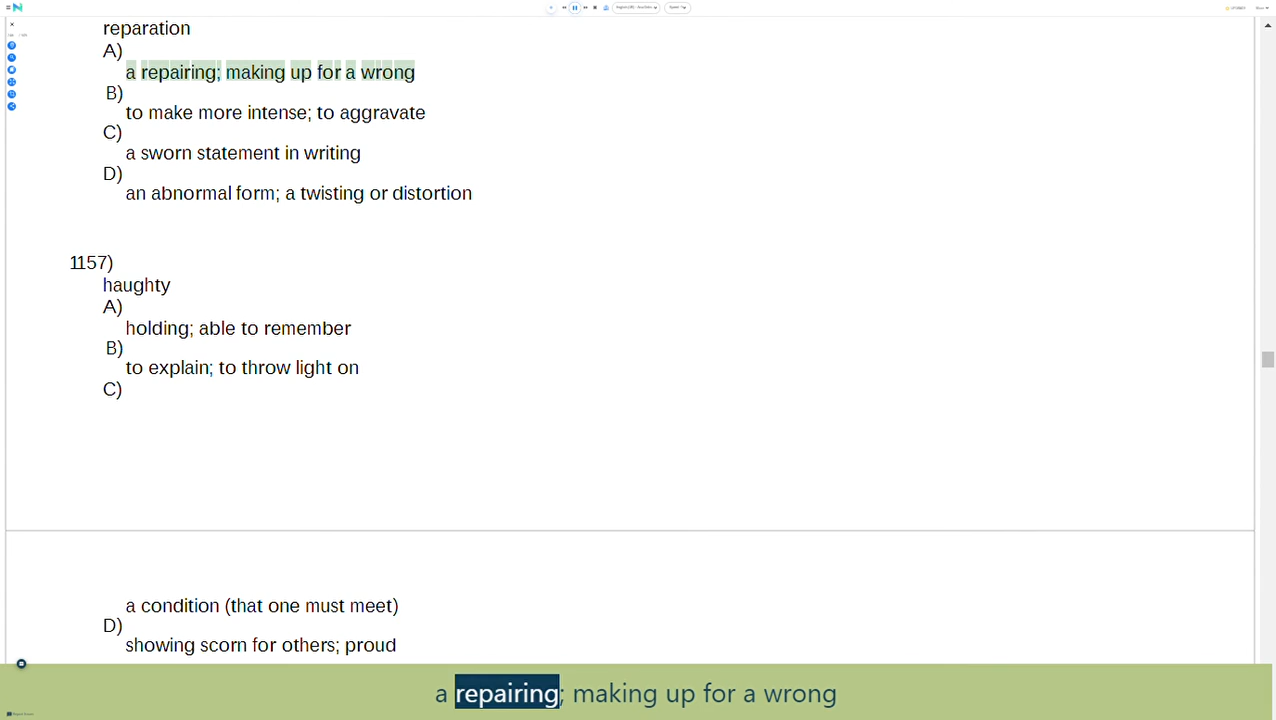 reparation
A)
a repairing; making up for a wrong
B)
to make more intense; to aggravate
C)
a sworn statement in writing
D)
an abnormal form; a twisting or distortion
1157)
haughty
A)
holding; able to remember
B)
to explain; to throw light on
C)
a condition (that one must meet)
D)
showing scorn for others; proud
a repairing; making up for a wrong